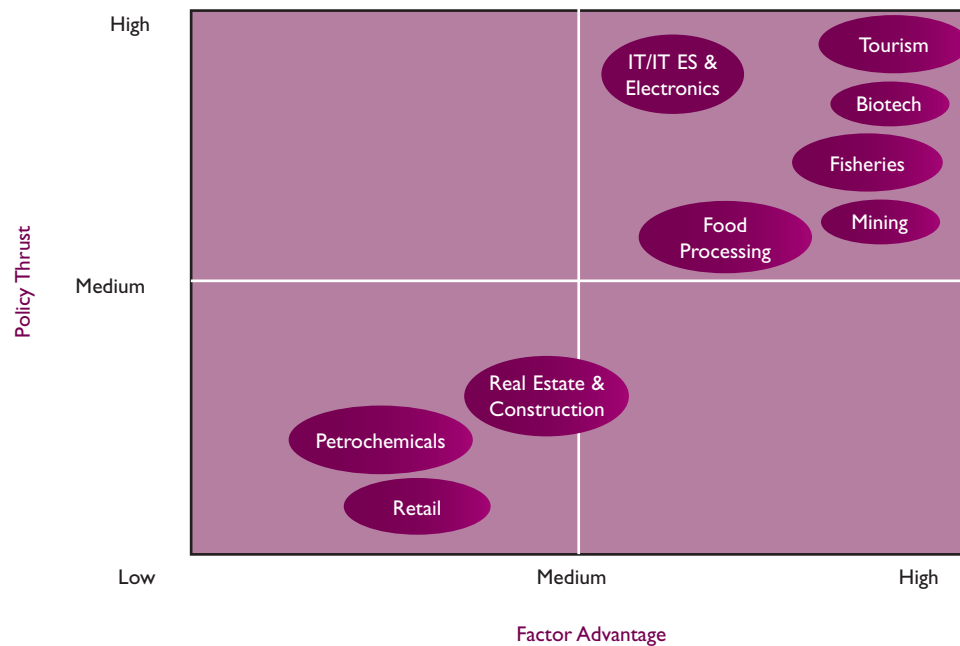 High
Tourism
IT/IT ES &
Electronics
Biotech
Fisheries
Mining
Food
Processing
Policy Thrust
Medium
Real Estate &
Construction
Petrochemicals
Retail
Low
Medium
High
Factor Advantage